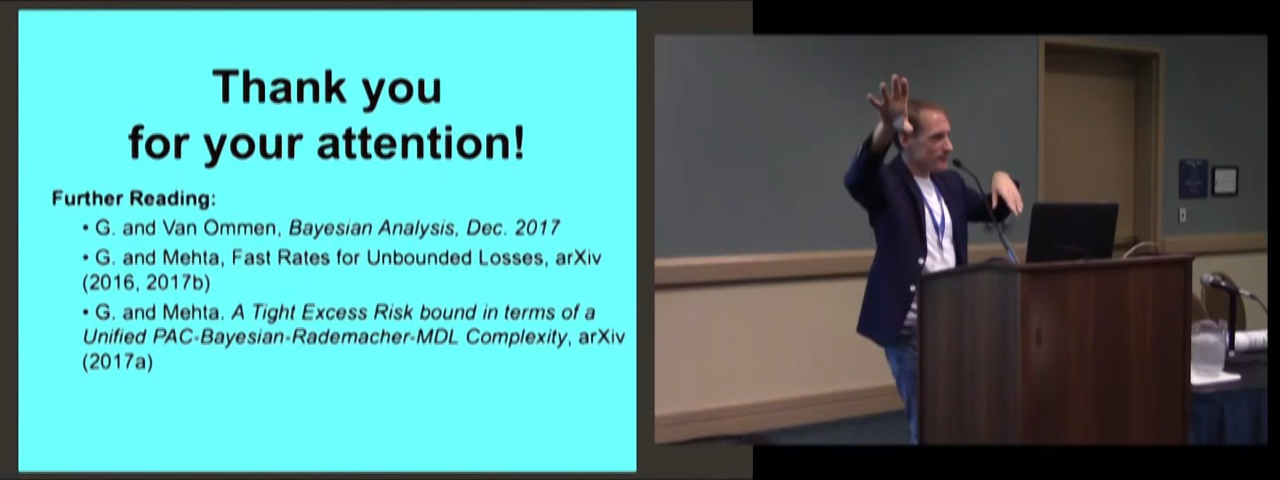 Thank you
for your attention!
Further Reading:
• G. and Van Ommen, Bayesian Analysis, Dec. 2017
• G. and Mehta, Fast Rates for Unbounded Losses, arXiv
(2016, 2017b)
• G. and Mehta. A Tight Excess Risk bound in terms of a
Unified PAC-Bayesian-Rademacher-MDL Complexity, arXiv
(2017a)